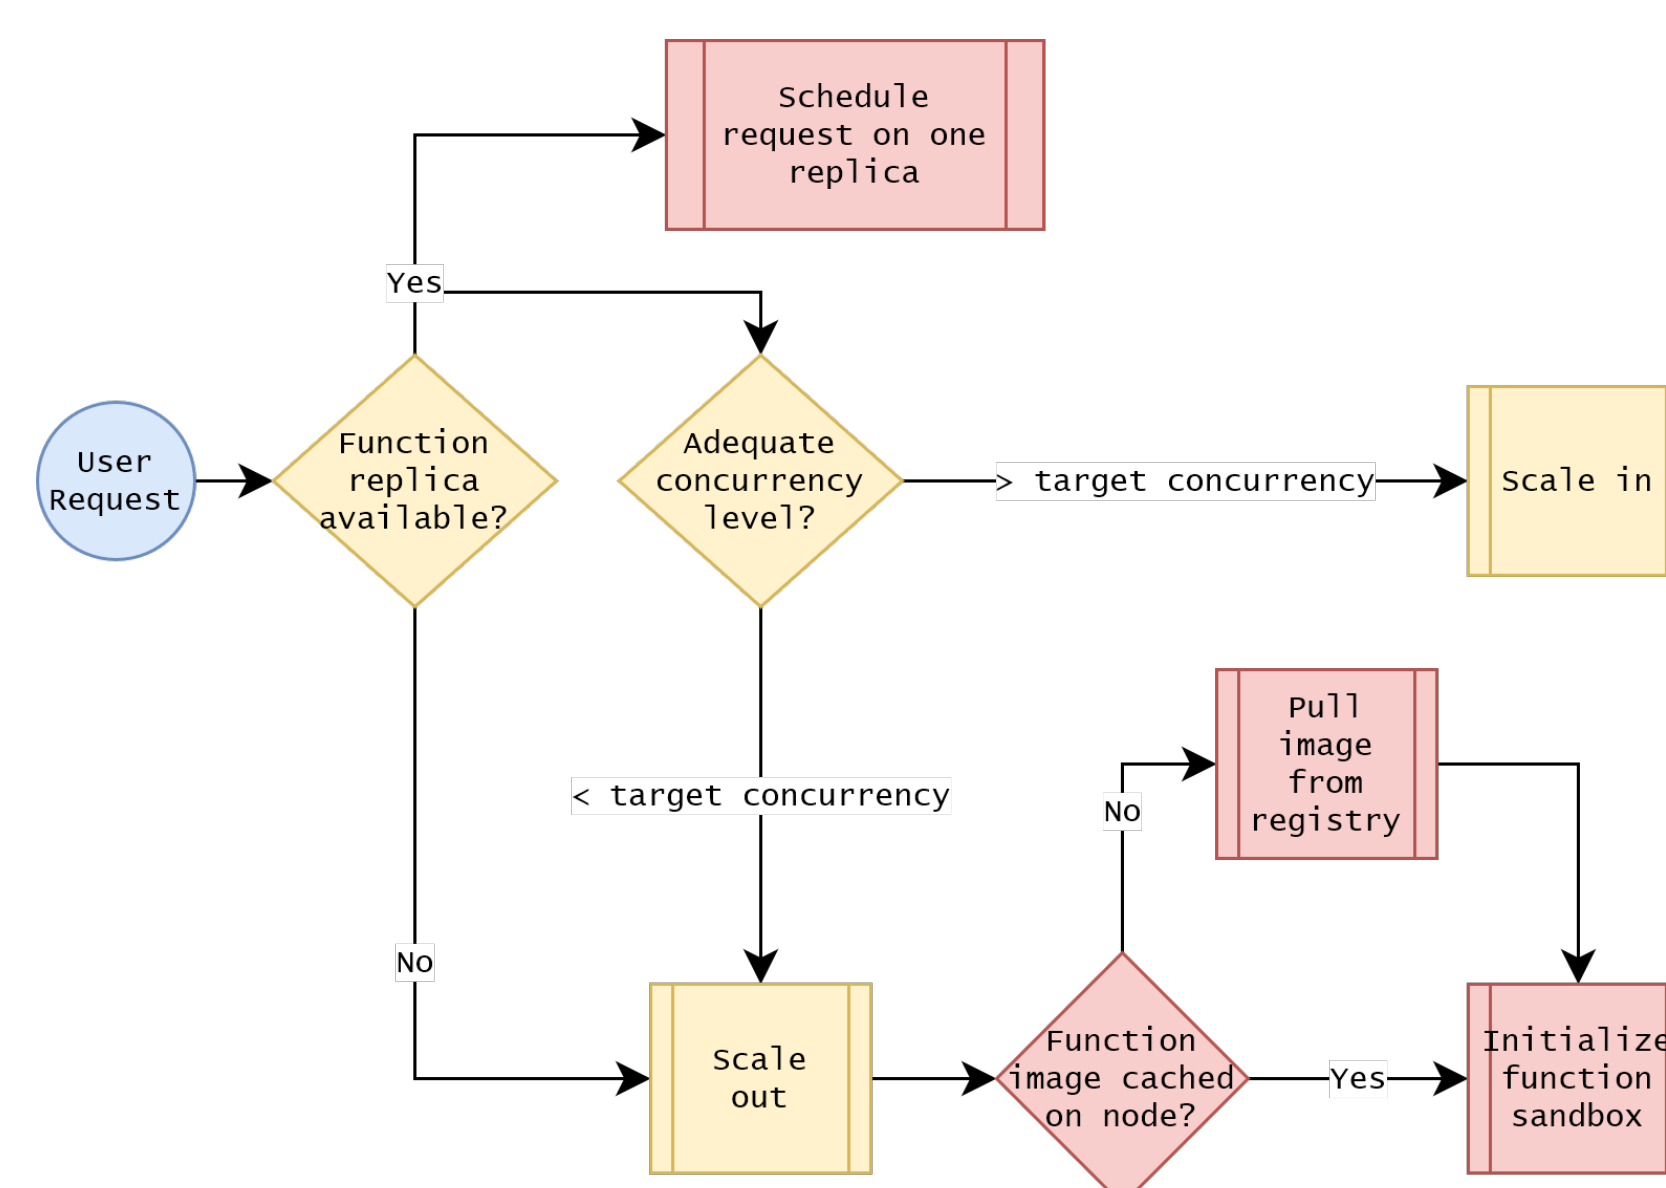 Schedule
request on one
replica
Yes
User
Request
Function
replica
available?
Adequate
concurrency
level?
> target concurrency
Scale in
Pull
image
from
registry
< target concurrency
No
No
Scale
out
Function
image cached
on node?
Yes
Initialize
function
sandbox